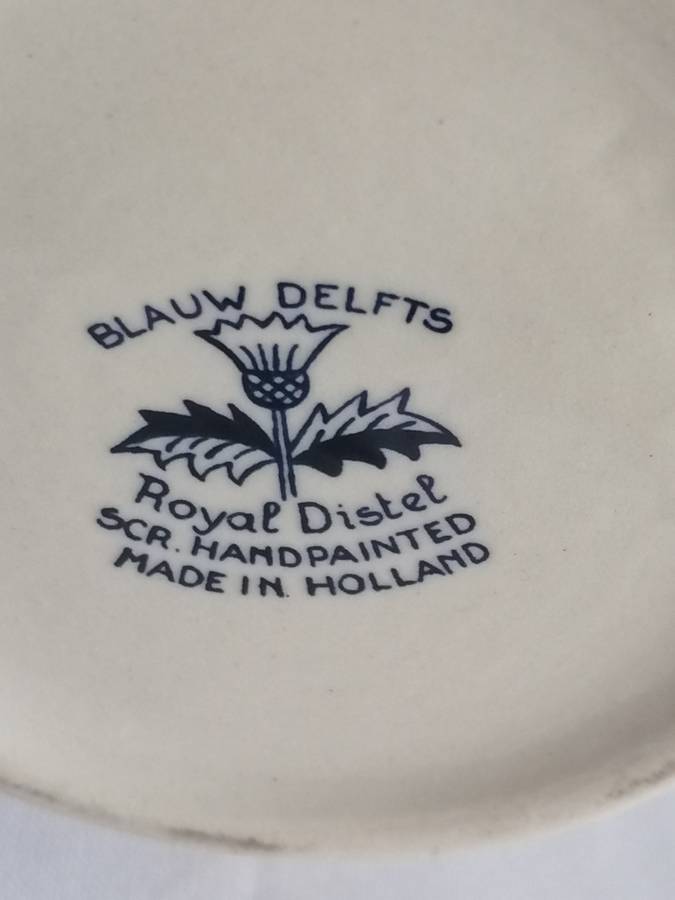 BLAUW DELFTS
Royal Distel
SCR. HANDPAINTED
MADE IN. HOLLAND